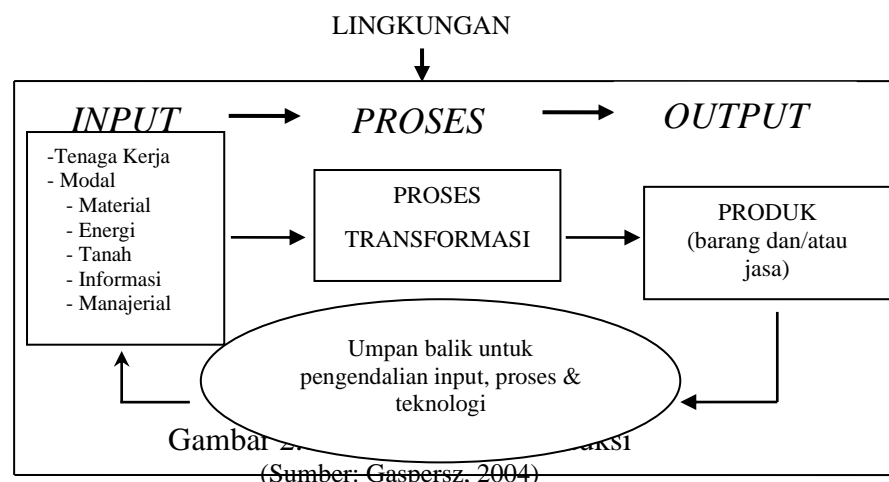 LINGKUNGAN
INPUT PROSES OUTPUT
-Tenaga Kerja
- Modal
- Material
- Energi
- Tanah
- Informasi
- Manajerial
PROSES
TRANSFORMASI
PRODUK
(barang dan/atau
jasa)
Umpan balik untuk
pengendalian input, proses &
teknologi
Gambar 2.
(Sumber: Gaspersz, 2004)